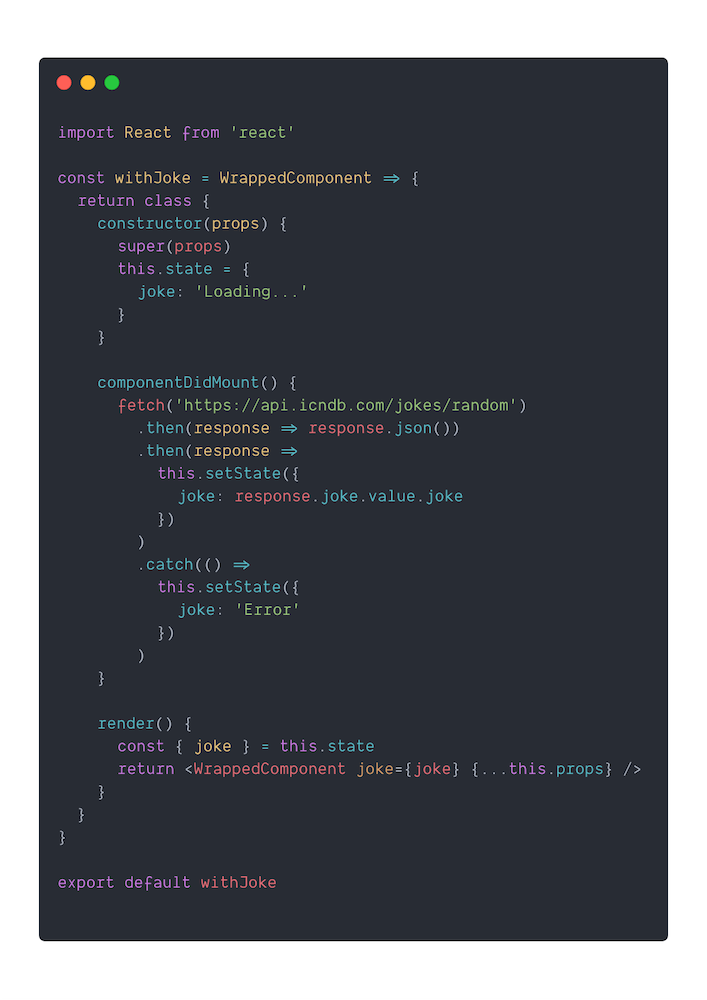 import React from 'react'

const withJoke = WrappedComponent => {
  return class {
    constructor(props) {
      super(props)
      this.state = {
        joke: 'Loading...'
      }
    }

    componentDidMount() {
      fetch('https://api.icndb.com/jokes/random')
        .then(response => response.json())
        .then(response =>
          this.setState({
            joke: response.joke.value.joke
          })
        )
        .catch(() =>
          this.setState({
            joke: 'Error'
          })
        )
    }

    render() {
      const { joke } = this.state
      return <WrappedComponent joke={joke} {...this.props} />
    }
  }
}

export default withJoke